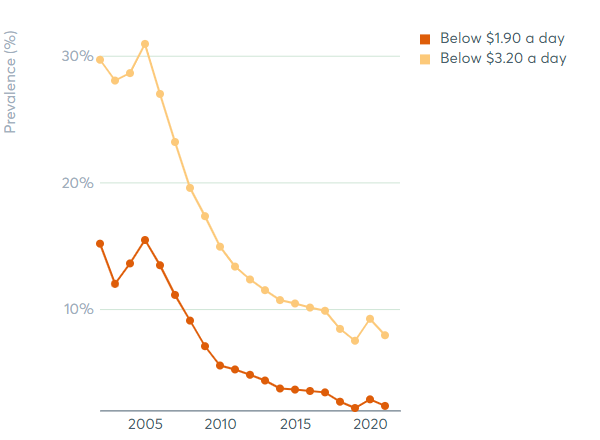 Prevalence (%)
30%
20%
10%
2005 2010 2015 2020
Below $1.90 a day
Below $3.20 a day